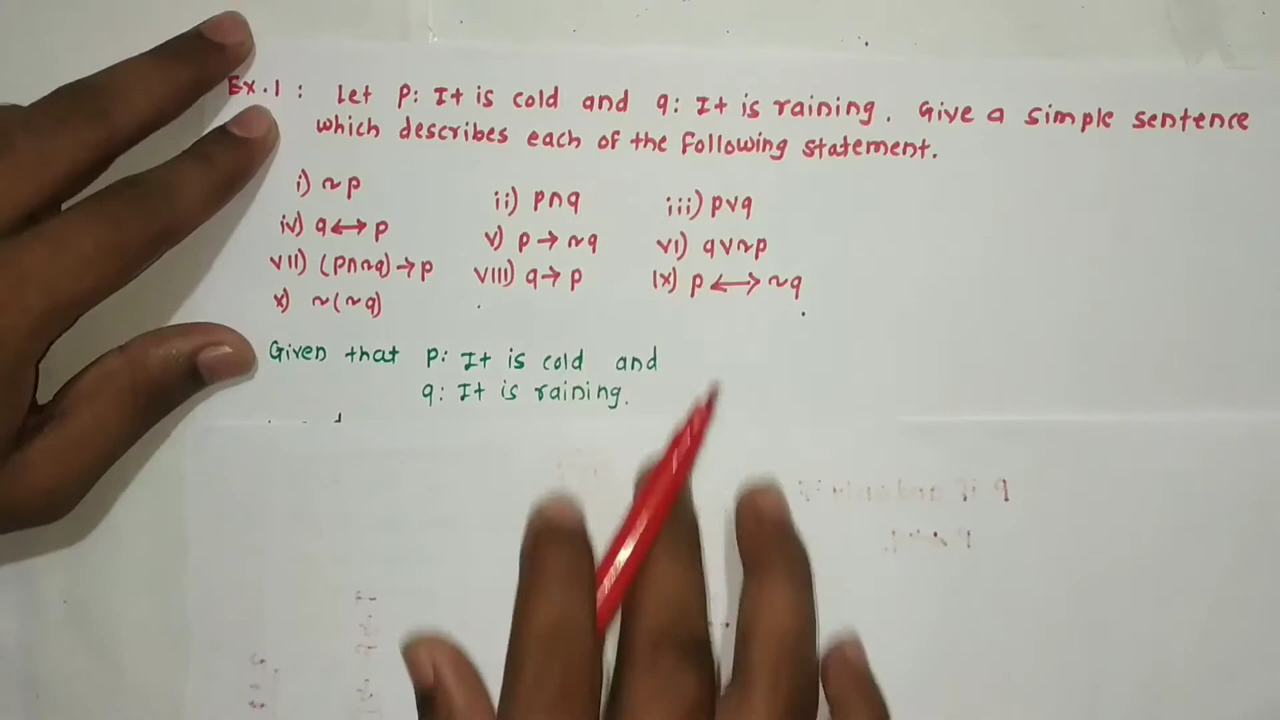 Ex.1 : Let p: It is cold and q: It is raining. Give a simple sentence
which describes each of the following statement.
i) ~p ii) p∩q iii) p∨q
iv) q↔p v) p→~q vi) q∨~p
vii) (p∩~q)→p viii) q→p ix) p⟷~q
x) ~(~q)
Given that p: It is cold and
q: It is raining.